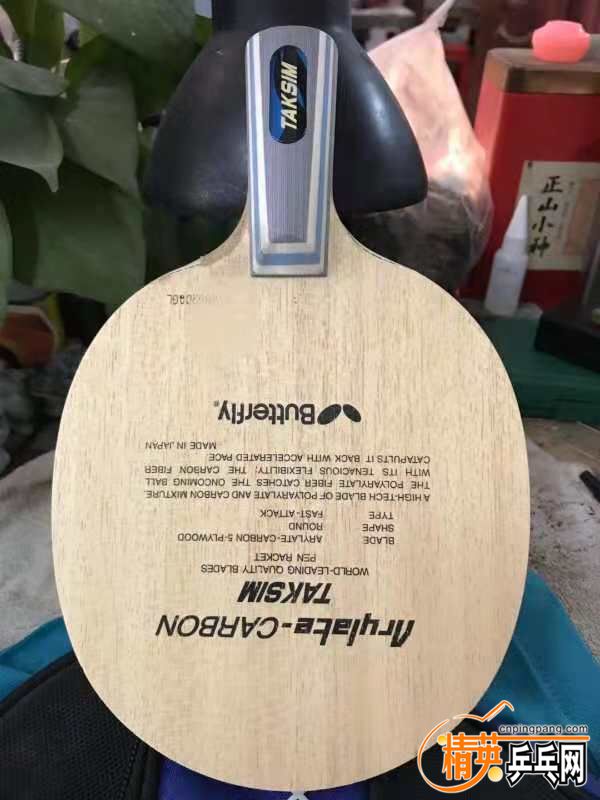 TAKSIM
Butterfly®
Arylate-CARBON
TAKSIM
WORLD-LEADING QUALITY BLADES
PEN RACKET
BLADE ARYLATE-CARBON 5-PLYWOOD
SHAPE ROUND
TYPE FAST-ATTACK
A HIGH-TECH BLADE OF POLYARYLATE AND CARBON MIXTURE.
THE POLYARYLATE FIBER CATCHES THE ONCOMING BALL
WITH ITS TENACIOUS FLEXIBILITY: THE CARBON FIBER
CATAPULTS IT BACK WITH ACCELERATED PACE
MADE IN JAPAN
正山小种
cnpingpang.com
精英乒乓网